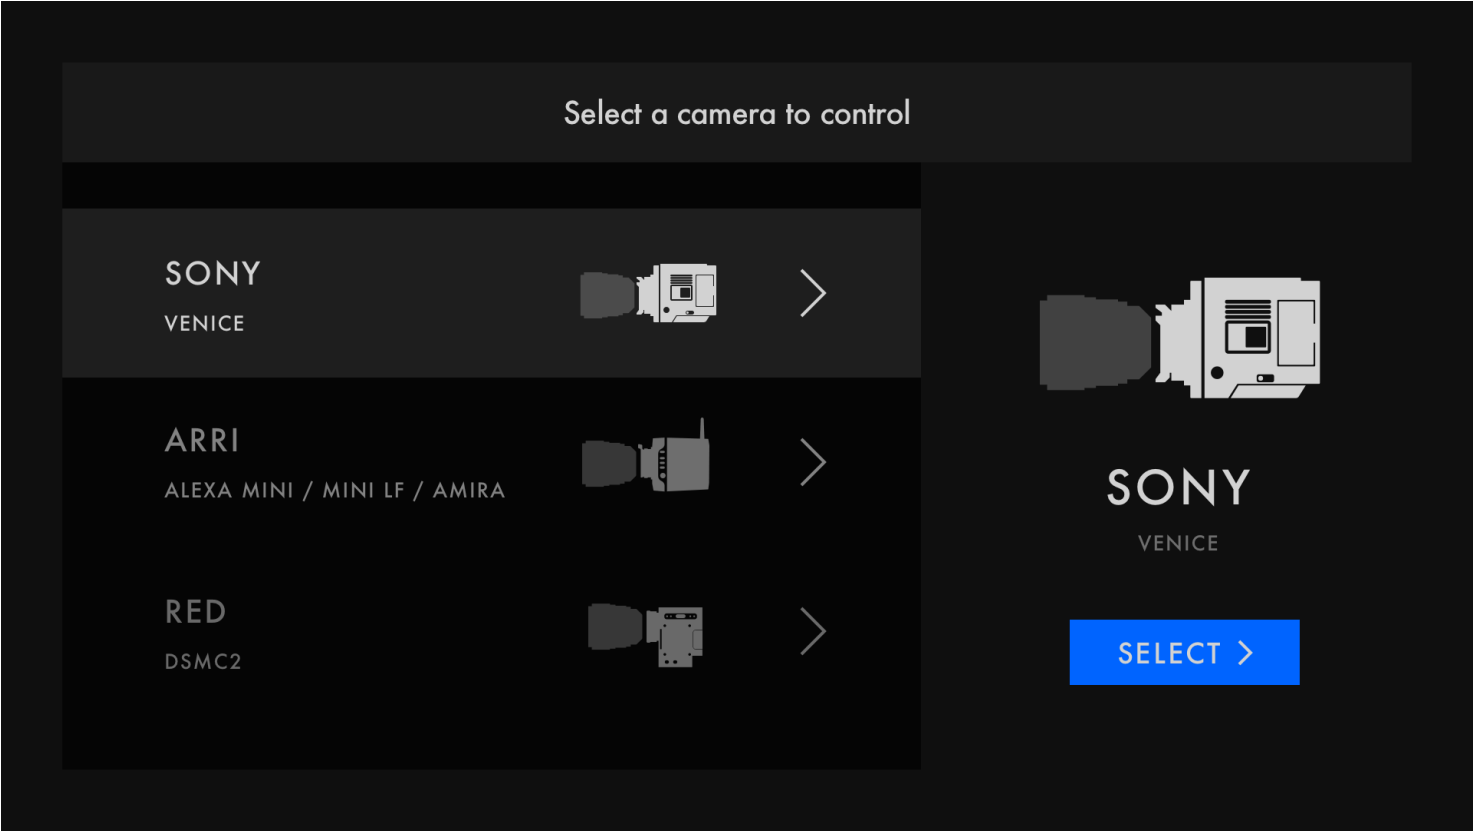 Select a camera to control
SONY
VENICE
ARRI
ALEXA MINI / MINI LF / AMIRA
RED
DSMC2
SONY
VENICE
SELECT